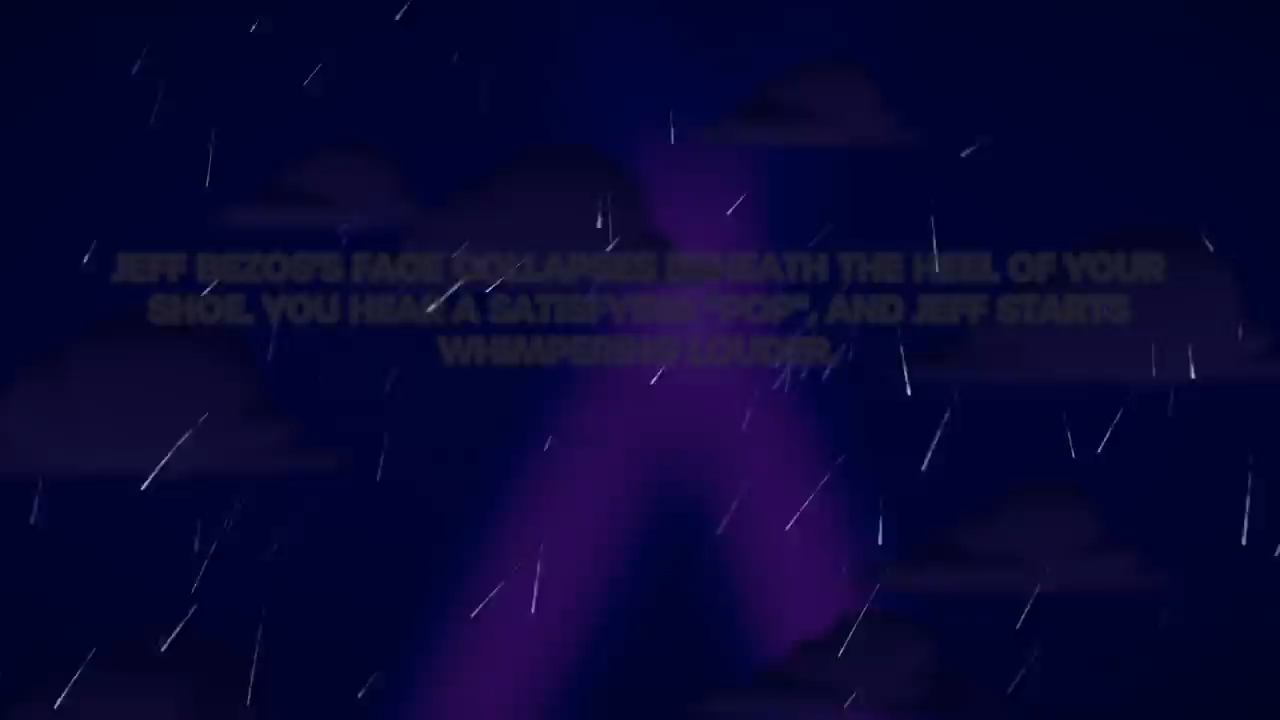 JEFF BEZOS'S FACE COLLAPSES BENEATH THE HEEL OF YOUR
SHOE. YOU HEAR A SATISFYING "POP", AND JEFF STARTS
WHIMPERING LOUDER.